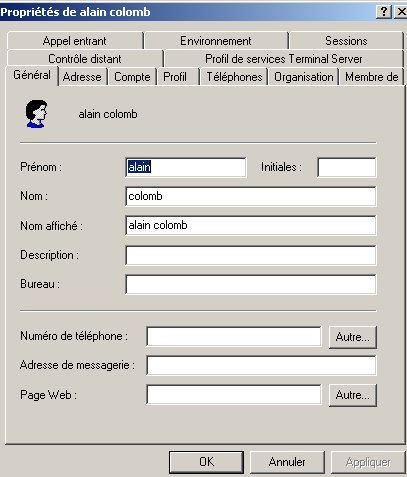 Propriétés de alain colomb
Appel entrant Environnement Sessions
Contrôle distant Profil de services Terminal Server
Général Adresse Compte Profil Téléphones Organisation Membre de
alain colomb
Prénom : alain Initiales :
Nom : colomb
Nom affiché : alain colomb
Description :
Bureau :
Numéro de téléphone : Autre...
Adresse de messagerie :
Page Web : Autre...
OK Annuler Appliquer